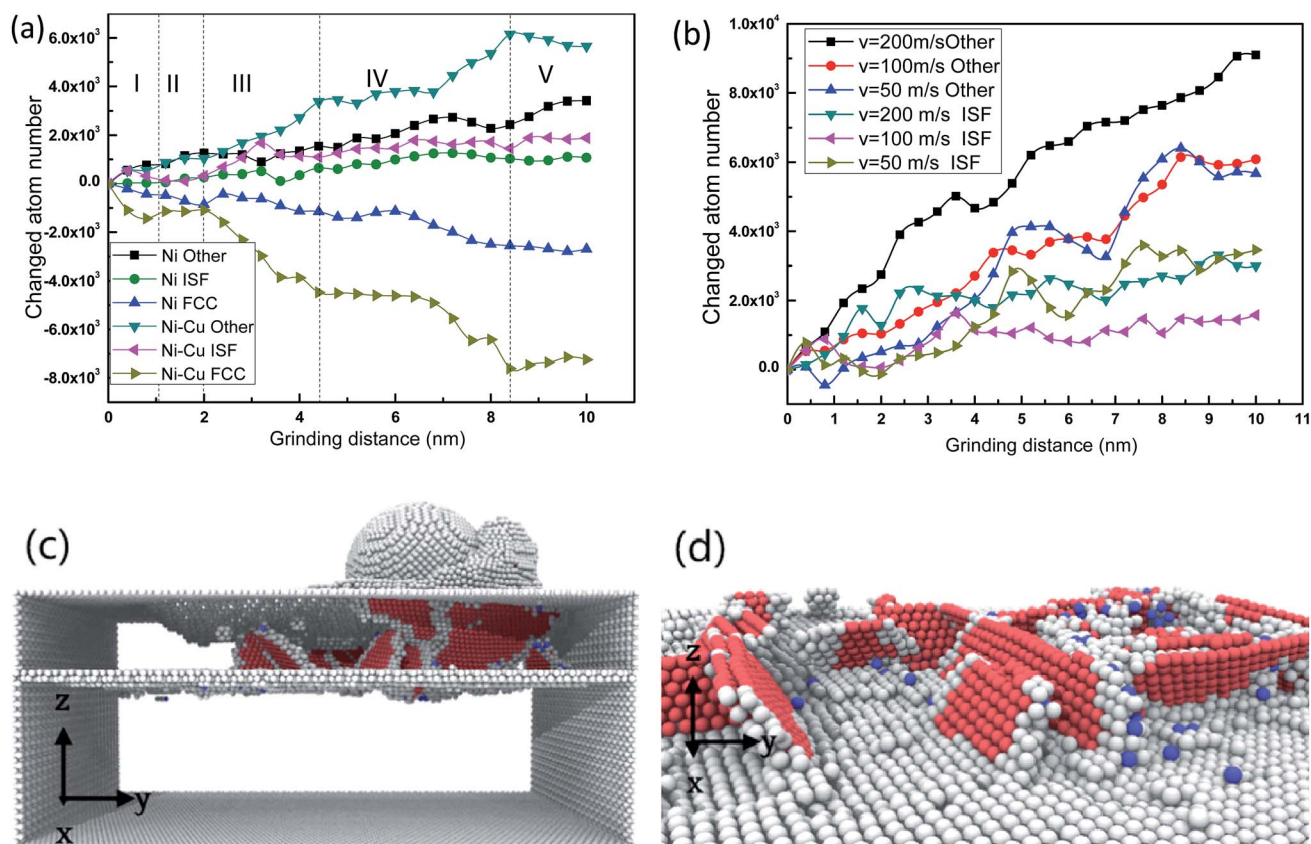 (a)
I II III IV V
6.0x10³
4.0x10³
2.0x10³
0.0
-2.0x10³
-4.0x10³
-6.0x10³
-8.0x10³
Changed atom number
Ni Other
Ni ISF
Ni FCC
Ni-Cu Other
Ni-Cu ISF
Ni-Cu FCC
0 2 4 6 8 10
Grinding distance (nm)
(b)
1.0x10⁴
8.0x10³
6.0x10³
4.0x10³
2.0x10³
0.0
Changed atom number
v=200m/sOther
v=100m/s Other
v=50 m/s Other
v=200 m/s ISF
v=100 m/s ISF
v=50 m/s ISF
0 1 2 3 4 5 6 7 8 9 10 11
Grinding distance (nm)
(c)
z
y
x
(d)
z
y
x